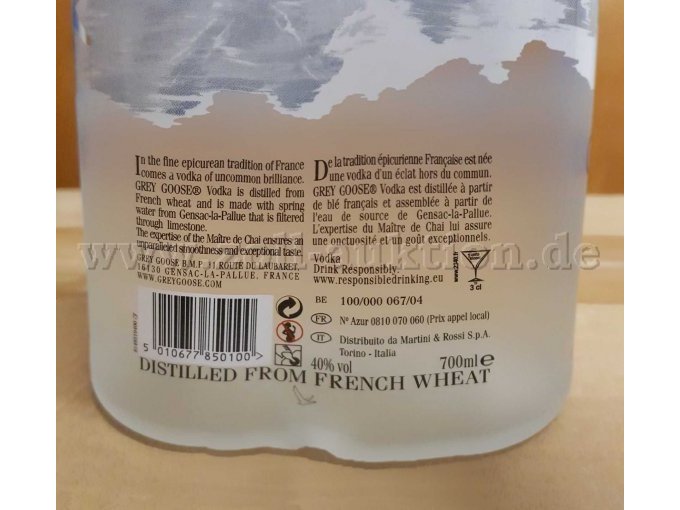 In the fine epicurean tradition of France
comes a vodka of uncommon brilliance.
GREY GOOSE® Vodka is distilled from
French wheat and is made with spring
water from Gensac-la-Pallue that is filtered
through limestone.
The expertise of the Maître de Chai ensures an
unparalleled smoothness and exceptional taste.
GREY GOOSE B.M.P 31 ROUTE DU LAUBARET
16130 GENSAC-LA-PALLUE, FRANCE
WWW.GREYGOOSE.COM
De la tradition épicurienne Française est née
une vodka d'un éclat hors du commun.
GREY GOOSE® Vodka est distillée à partir
de blé français et assemblée à partir de
l'eau de source de Gensac-la-Pallue.
L'expertise du Maître de Chai lui assure
une onctuosité et un goût exceptionnels.
vodka
Drink Responsibly
www.responsibledrinking.eu
3 cl
BE 100/000 067/04
FR Nº Azur 0810 070 060 (Prix appel local)
IT Distribuito da Martini & Rossi S.p.A.
Torino - Italia
5 010677 850100 >
40% vol
700ml e
DISTILLED FROM FRENCH WHEAT
www.zoll-auktion.de